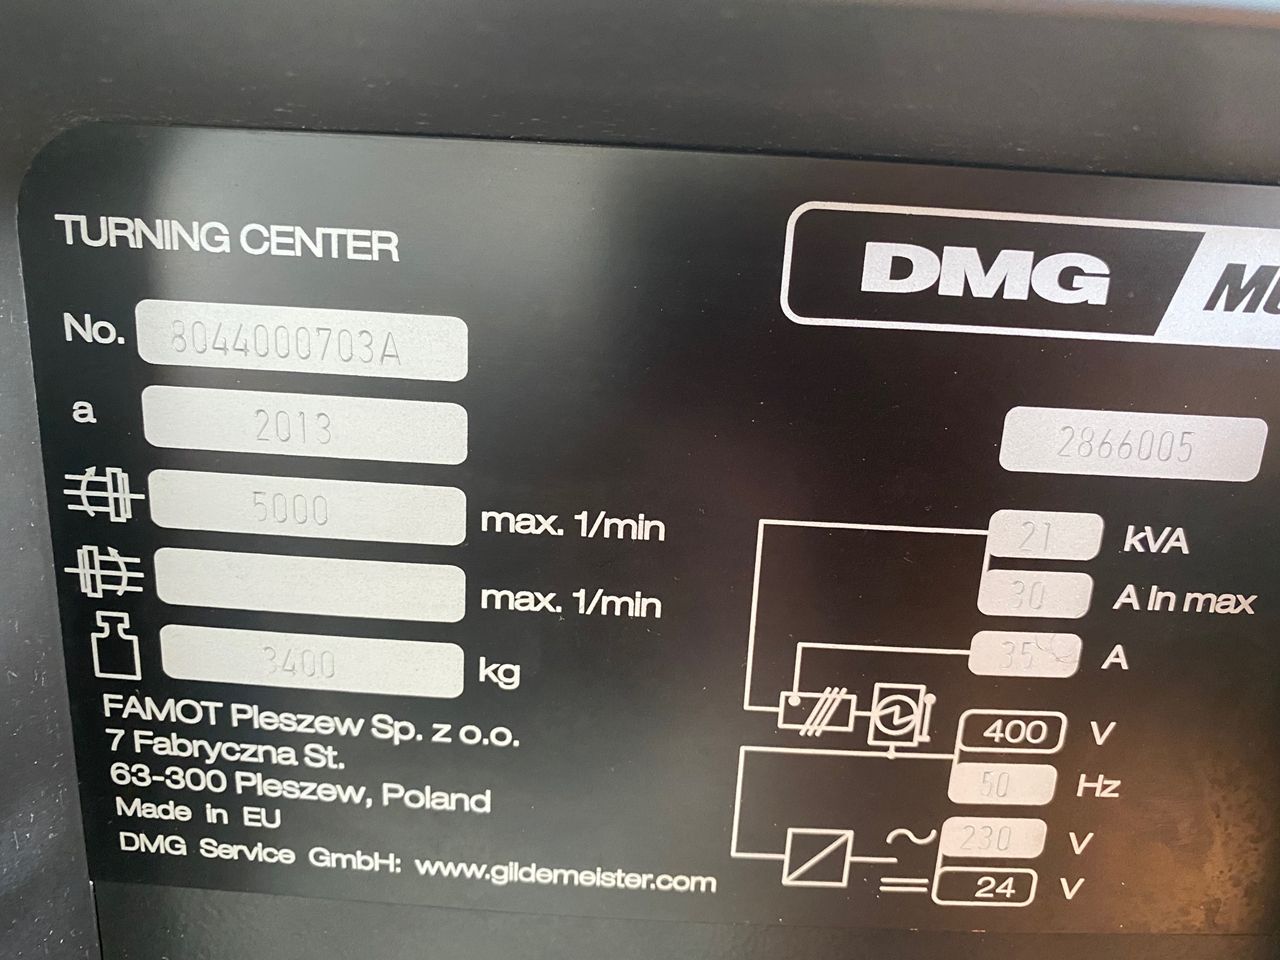 TURNING CENTER
DMG
No. 8044000703A
a 2013
2866005
5000 max. 1/min
21 kVA
max. 1/min
30 A In max
3400 kg
35 A
FAMOT Pleszew Sp. z o.o.
7 Fabryczna St.
63-300 Pleszew, Poland
Made in EU
DMG Service GmbH: www.gildemeister.com
400 V
50 Hz
230 V
24 V